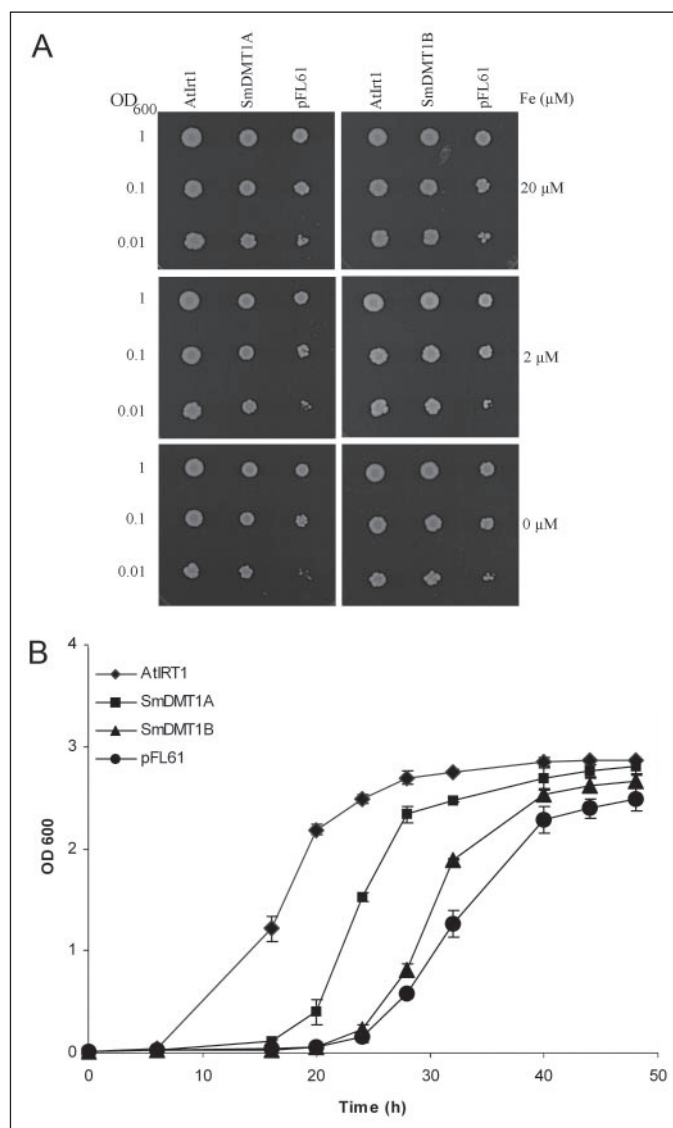 A
AtIrt1 SmDMT1A pFL61 AtIrt1 SmDMT1B pFL61
OD600 Fe (µM)
1
0.1 20 µM
0.01
1
0.1 2 µM
0.01
1
0.1 0 µM
0.01
B
4
AtIRT1
SmDMT1A
SmDMT1B
pFL61
3
2
1
0
OD 600
0 10 20 30 40 50
Time (h)